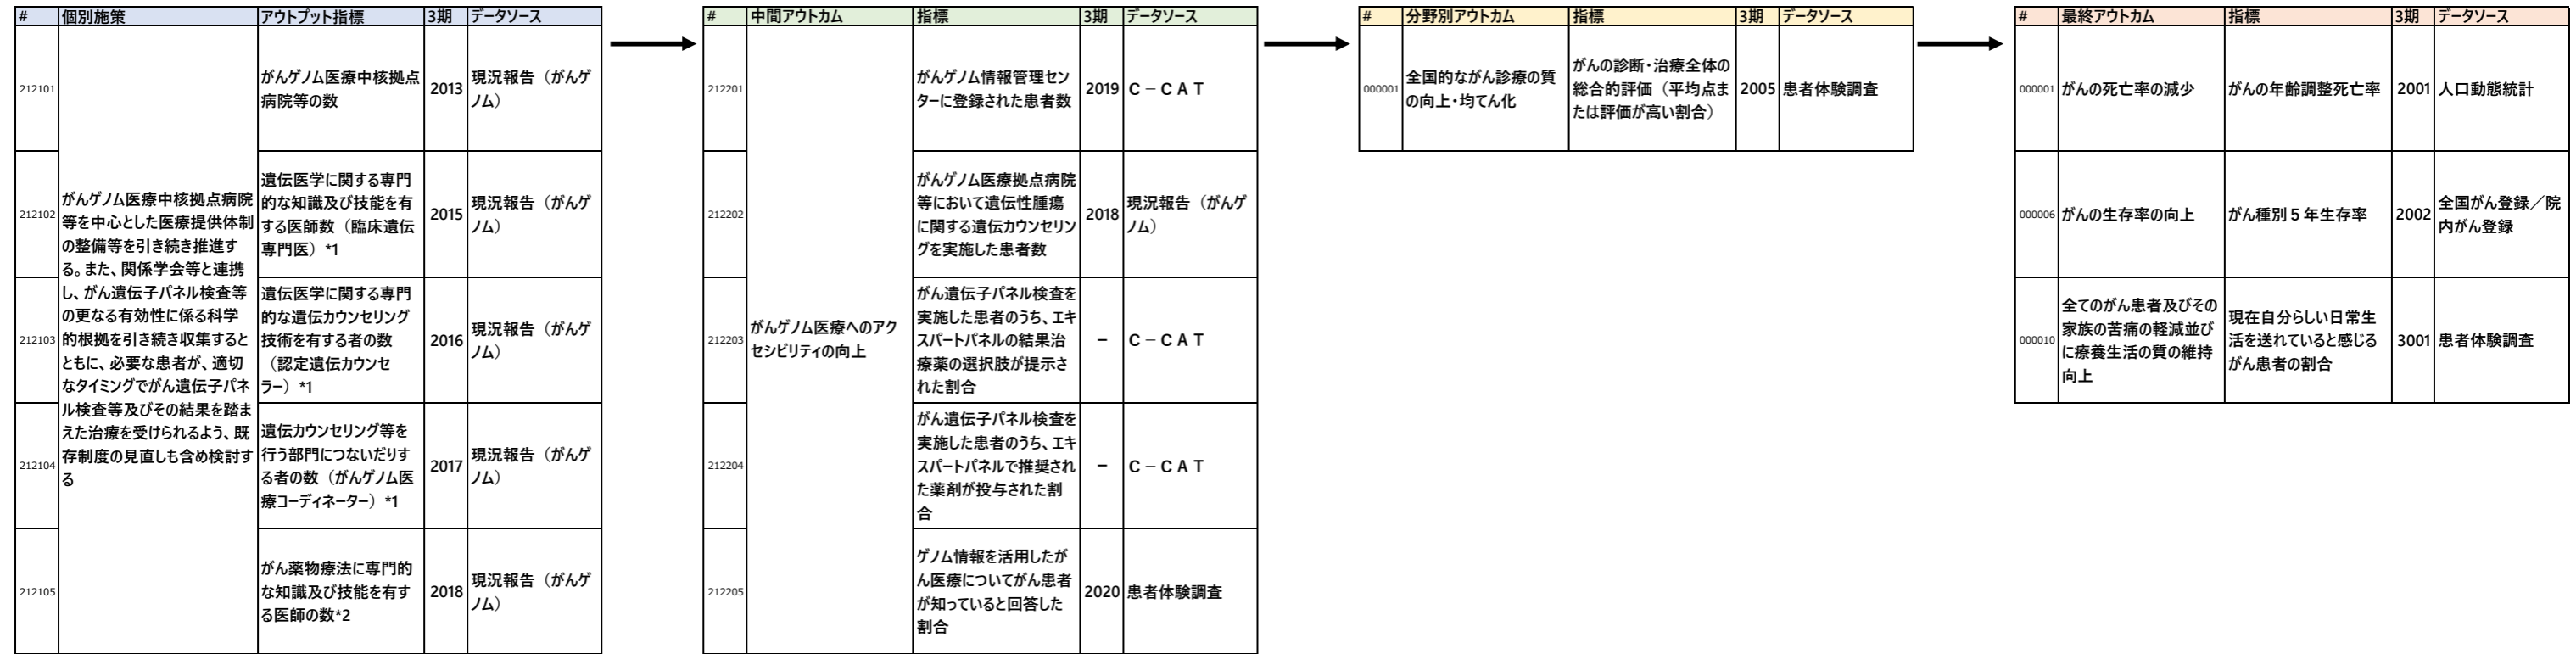 # 個別施策 アウトプット指標 3期 データソース
212101
がんゲノム医療中核拠点病院
等を中心とした医療提供体制
の整備等を引き続き推進す
る。また、関係学会等と連携
し、がん遺伝子パネル検査等
の更なる有効性に係る科学
的根拠を引き続き収集すると
ともに、必要な患者が、適切
なタイミングでがん遺伝子パネ
ル検査等及びその結果を踏ま
えた治療を受けられるよう、既
存制度の見直しも含め検討す
る
がんゲノム医療中核拠点
病院等の数
2013
現況報告（がんゲ
ノム）
212102
遺伝医学に関する専門
的な知識及び技能を有
する医師数（臨床遺伝
専門医）*1
2015
現況報告（がんゲ
ノム）
212103
遺伝医学に関する専門
的な遺伝カウンセリング
技術を有する者の数
（認定遺伝カウンセ
ラー）*1
2016
現況報告（がんゲ
ノム）
212104
遺伝カウンセリング等を
行う部門につないだりす
る者の数（がんゲノム医
療コーディネーター）*1
2017
現況報告（がんゲ
ノム）
212105
がん薬物療法に専門的
な知識及び技能を有す
る医師の数*2
2018
現況報告（がんゲ
ノム）
# 中間アウトカム 指標 3期 データソース
212201
がんゲノム医療へのアク
セシビリティの向上
がんゲノム情報管理セン
ターに登録された患者数
2019
C－CAT
212202
がんゲノム医療拠点病院
等において遺伝性腫瘍
に関する遺伝カウンセリン
グを実施した患者数
2018
現況報告（がんゲ
ノム）
212203
がん遺伝子パネル検査を
実施した患者のうち、エキ
スパートパネルの結果治
療薬の選択肢が提示さ
れた割合
－
C－CAT
212204
がん遺伝子パネル検査を
実施した患者のうち、エキ
スパートパネルで推奨され
た薬剤が投与された割
合
－
C－CAT
212205
ゲノム情報を活用したが
ん医療についてがん患者
が知っていると回答した
割合
2020
患者体験調査
# 分野別アウトカム 指標 3期 データソース
000001
全国的ながん診療の質
の向上・均てん化
がんの診断・治療全体の
総合的評価（平均点ま
たは評価が高い割合）
2005
患者体験調査
# 最終アウトカム 指標 3期 データソース
000001
がんの死亡率の減少
がんの年齢調整死亡率
2001
人口動態統計
000006
がんの生存率の向上
がん種別５年生存率
2002
全国がん登録／院
内がん登録
000010
全てのがん患者及びその
家族の苦痛の軽減並び
に療養生活の質の維持
向上
現在自分らしい日常生
活を送れていると感じる
がん患者の割合
3001
患者体験調査